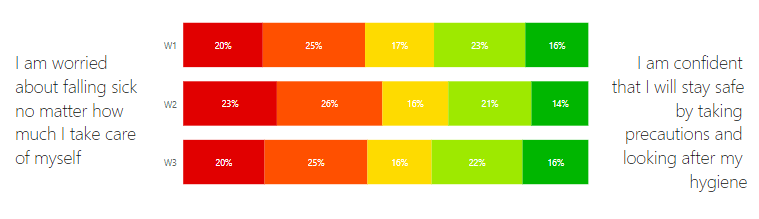 I am worried
about falling sick
no matter how
much I take care
of myself
W1 20% 25% 17% 23% 16%
W2 23% 26% 16% 21% 14%
W3 20% 25% 16% 22% 16%
I am confident
that I will stay safe
by taking
precautions and
looking after my
hygiene